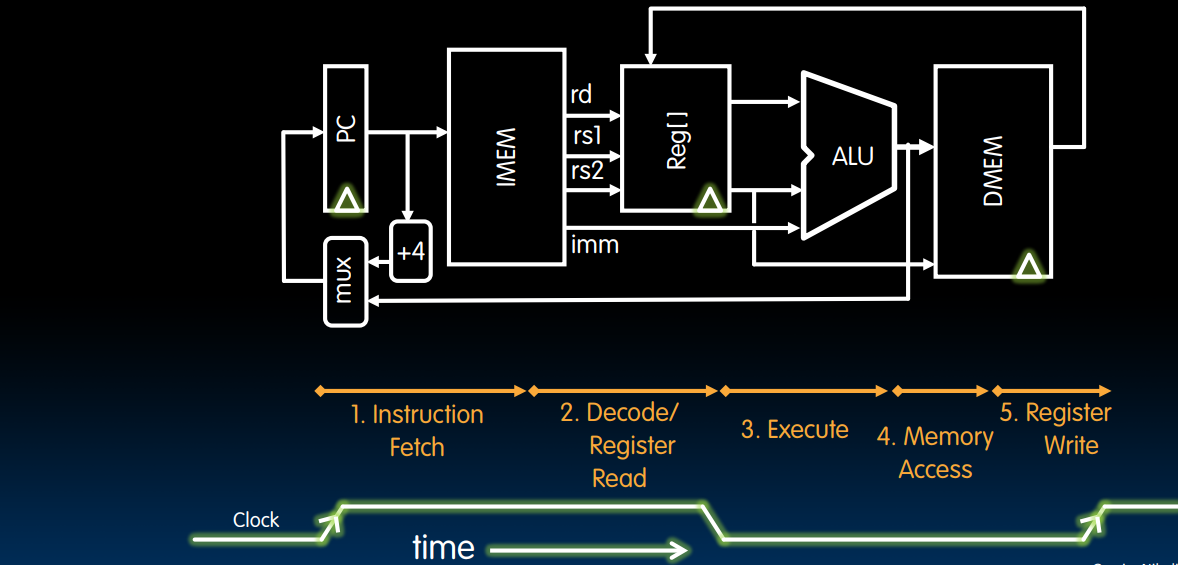 PC
IMEM
rd
rs1
rs2
imm
Reg[]
ALU
DMEM
+4
mux
1. Instruction
Fetch
2. Decode/
Register
Read
3. Execute
4. Memory
Access
5. Register
Write
Clock
time